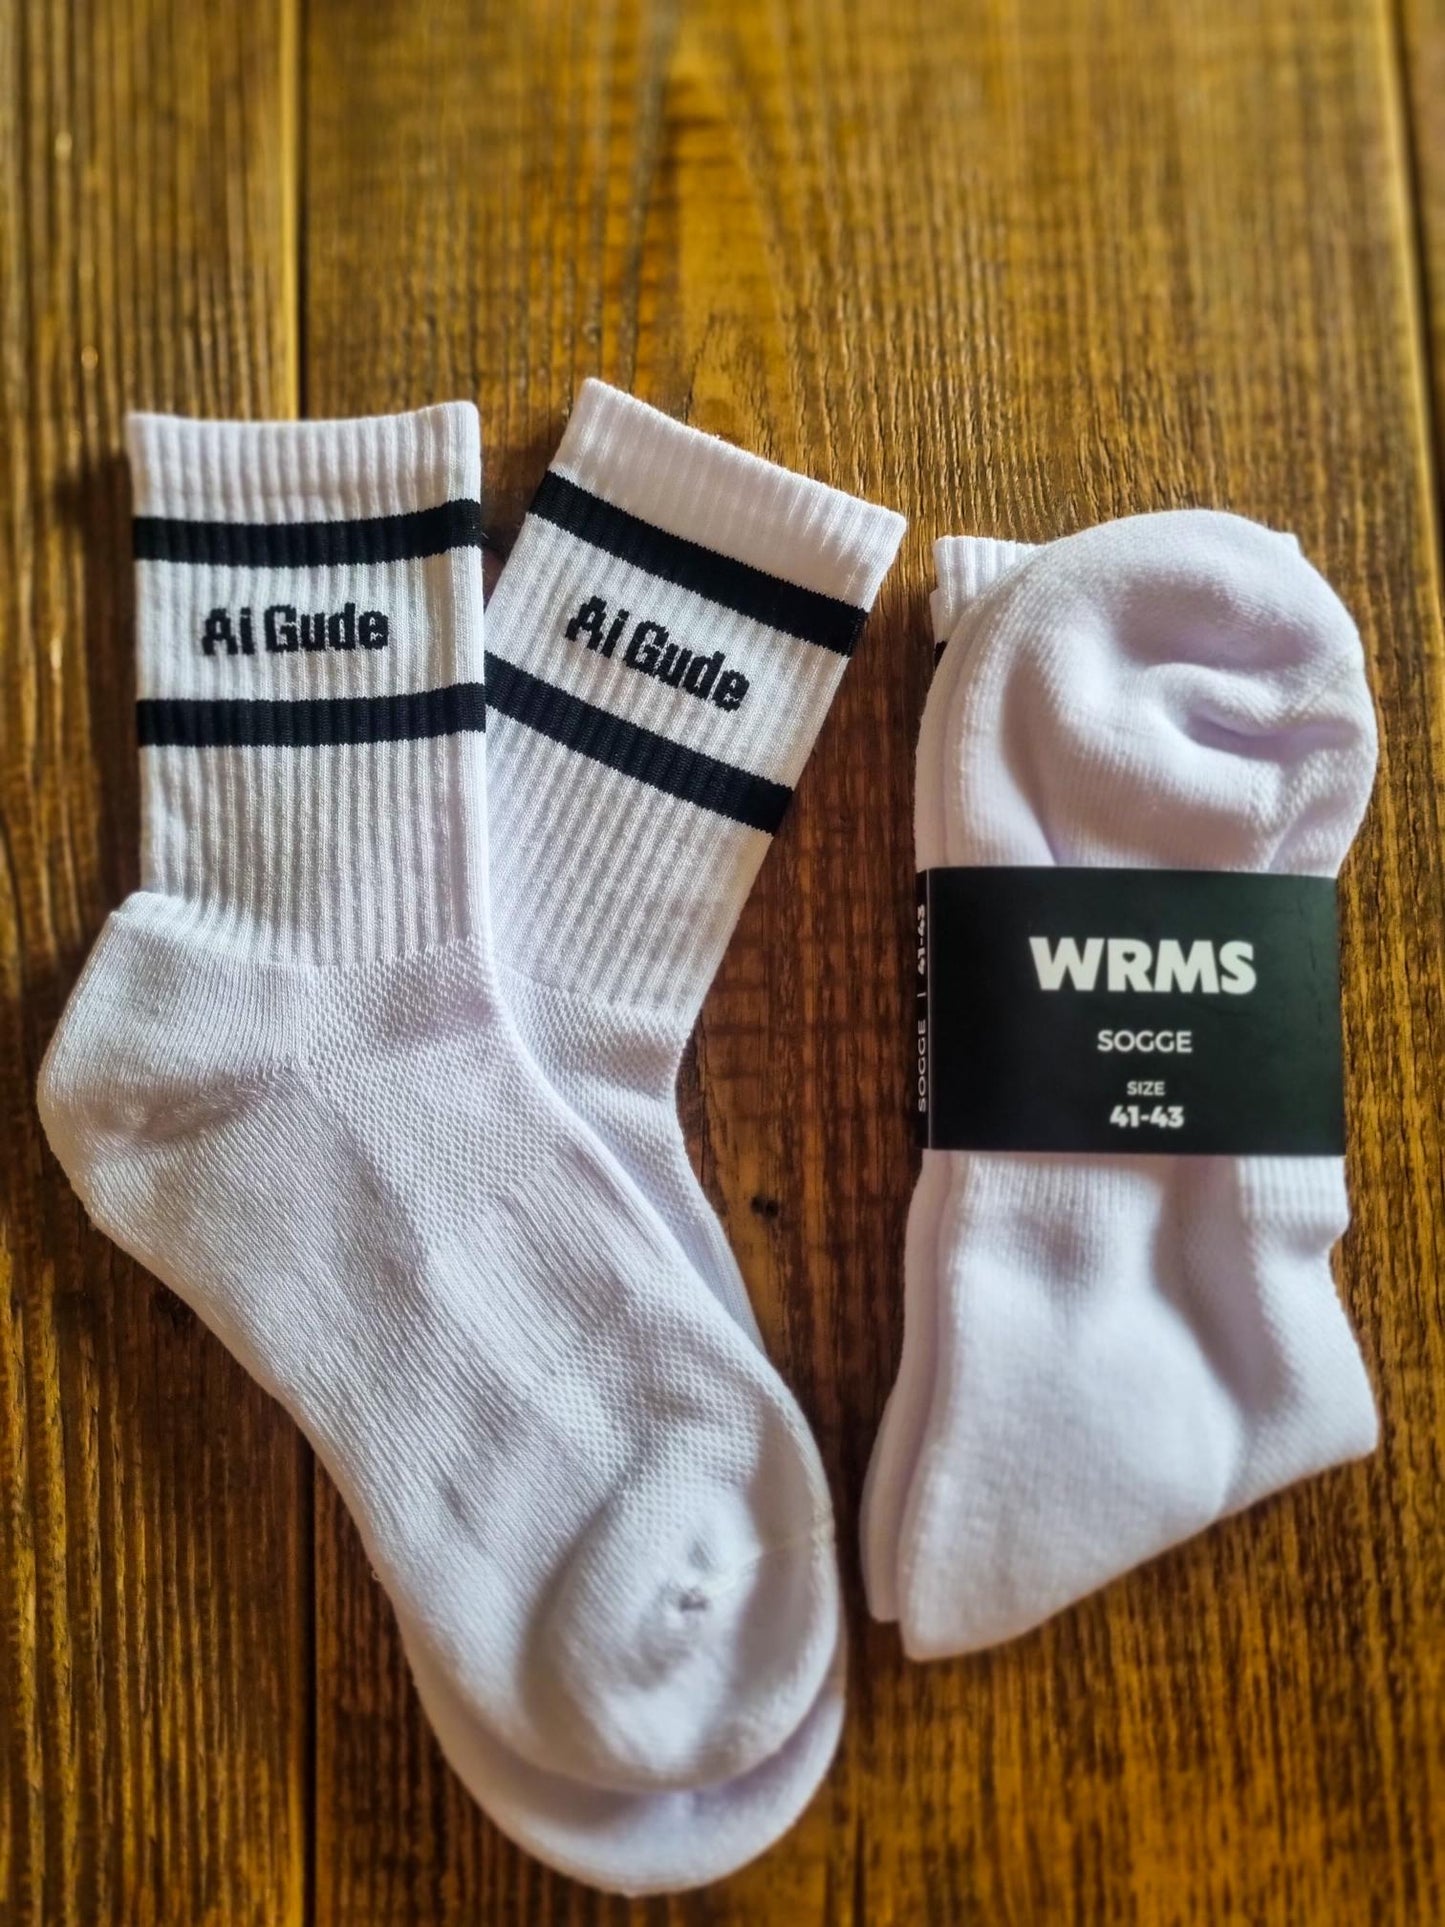 Ai Gude
Ai Gude
SOGGE | 41-43
WRMS
SOGGE
SIZE
41-43